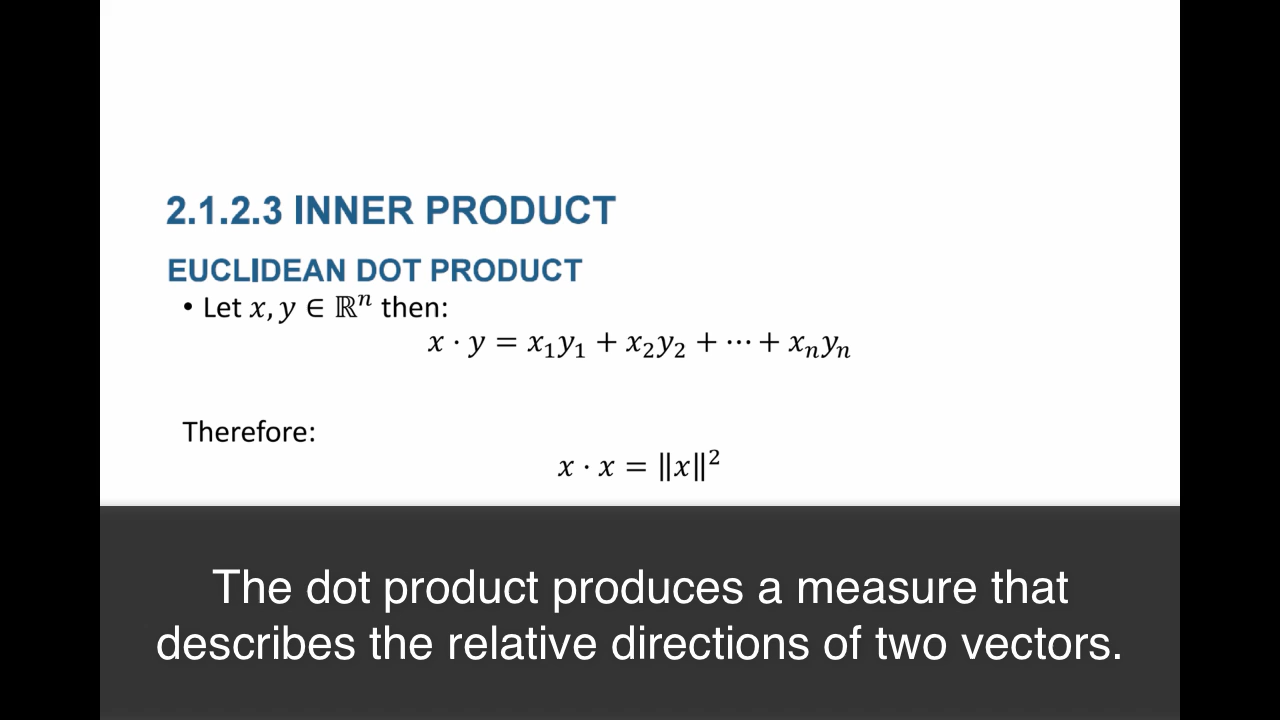 2.1.2.3 INNER PRODUCT
EUCLIDEAN DOT PRODUCT
• Let x, y ∈ ℝⁿ then:
x · y = x₁y₁ + x₂y₂ + ⋯ + xₙyₙ
Therefore:
x · x = ‖x‖²
The dot product produces a measure that
describes the relative directions of two vectors.